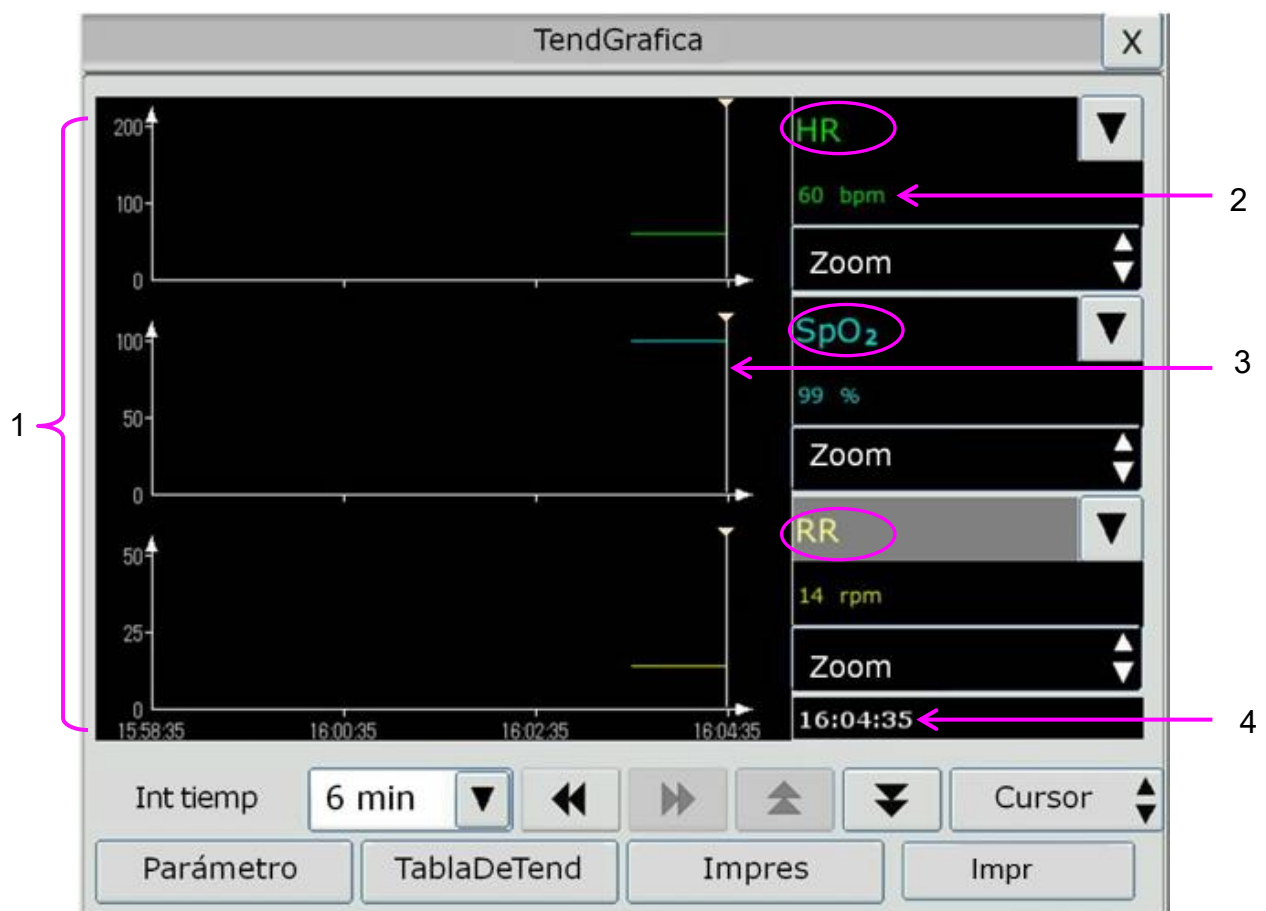 TendGrafica X
200
100
0
HR
60 bpm
Zoom
2
100
50
0
SpO₂
99 %
Zoom
3
1
50
25
0
RR
14 rpm
Zoom
15:58:35 16:00:35 16:02:35 16:04:35
16:04:35
4
Int tiemp 6 min Cursor
Parámetro TablaDeTend Impres Impr